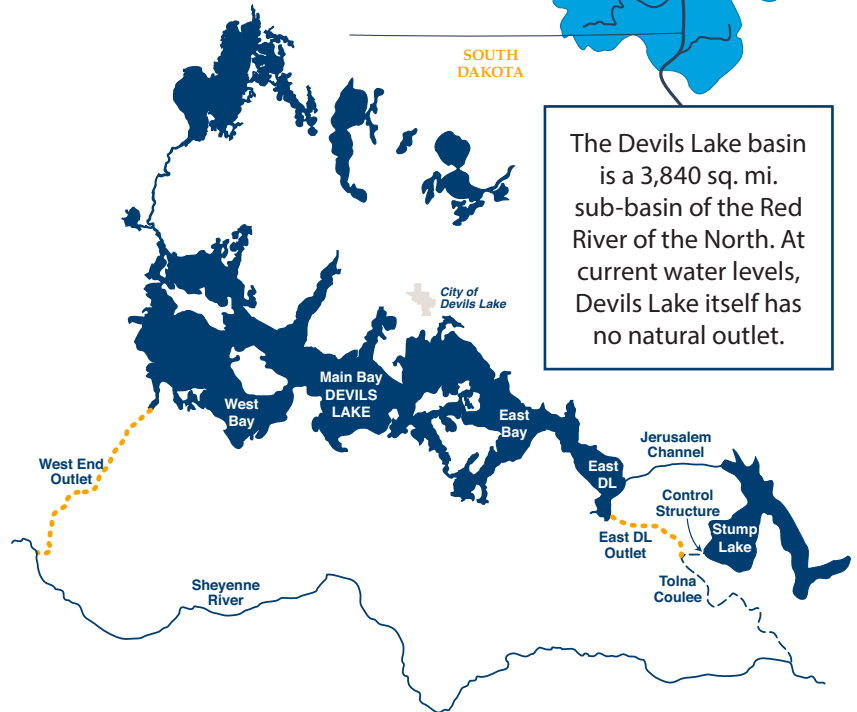 SOUTH
DAKOTA
The Devils Lake basin
is a 3,840 sq. mi.
sub-basin of the Red
River of the North. At
current water levels,
Devils Lake itself has
no natural outlet.
City of
Devils Lake
Main Bay
DEVILS
LAKE
West
Bay
East
Bay
Jerusalem
Channel
West End
Outlet
East
DL
Control
Structure
Stump
Lake
East DL
Outlet
Tolna
Coulee
Sheyenne
River